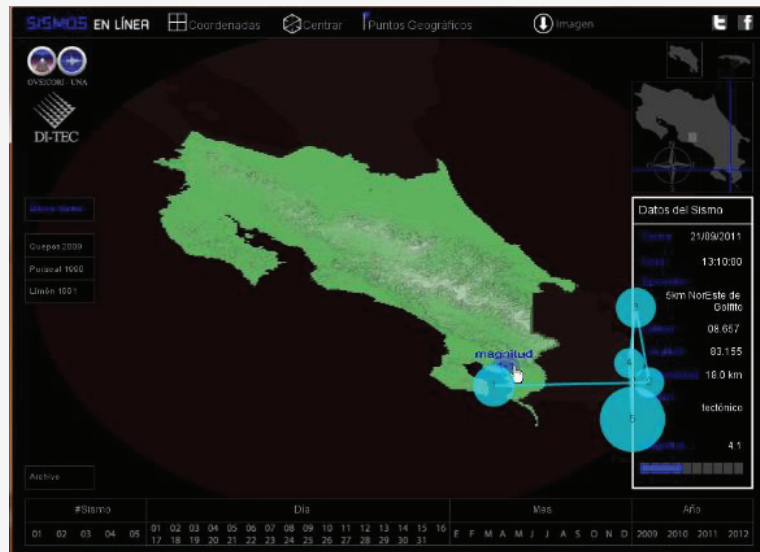 SISMOS EN LÍNEA
Coordenadas
Centrar
Puntos Geográficos
Imagen
OVSICORI - UNA
DI-TEC
Quepos 2009
Limón 1991
Archivo
magnitud
Datos del Sismo
21/09/2011
13:10:00
5km NorEste de
Golfito
08.657
83.155
18.0 km
tectónico
4.1
#Sismo
Día
Mes
Año
01 02 03 04 05
01 02 03 04 05 06 07 08 09 10 11 12 13 14 15 16
17 18 19 20 21 22 23 24 25 26 27 28 29 30 31
E F M A M J J A S O N D
2009 2010 2011 2012
5